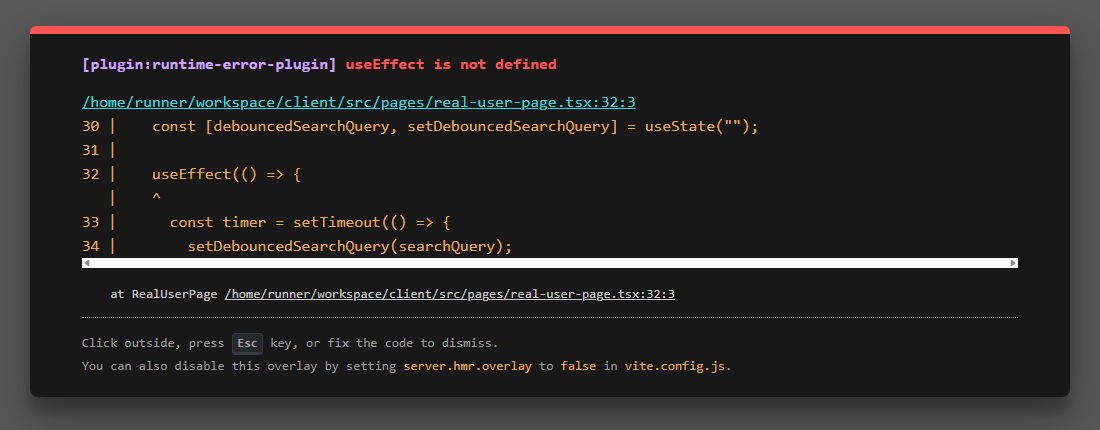 [plugin:runtime-error-plugin] useEffect is not defined
/home/runner/workspace/client/src/pages/real-user-page.tsx:32:3
30 |    const [debouncedSearchQuery, setDebouncedSearchQuery] = useState("");
31 |
32 |    useEffect(() => {
   |    ^
33 |      const timer = setTimeout(() => {
34 |        setDebouncedSearchQuery(searchQuery);
at RealUserPage /home/runner/workspace/client/src/pages/real-user-page.tsx:32:3
Click outside, press Esc key, or fix the code to dismiss.
You can also disable this overlay by setting server.hmr.overlay to false in vite.config.js.